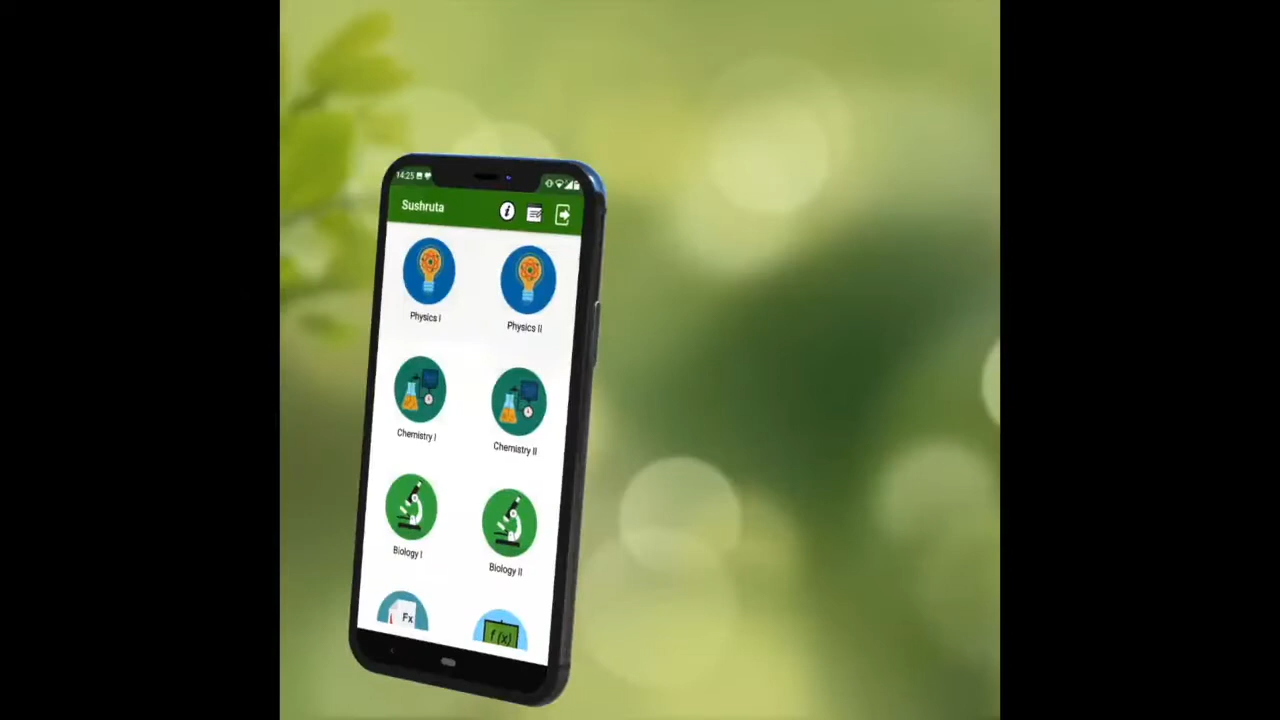 14:25
Sushruta
Physics I
Physics II
Chemistry I
Chemistry II
Biology I
Biology II
Fx
f (x)